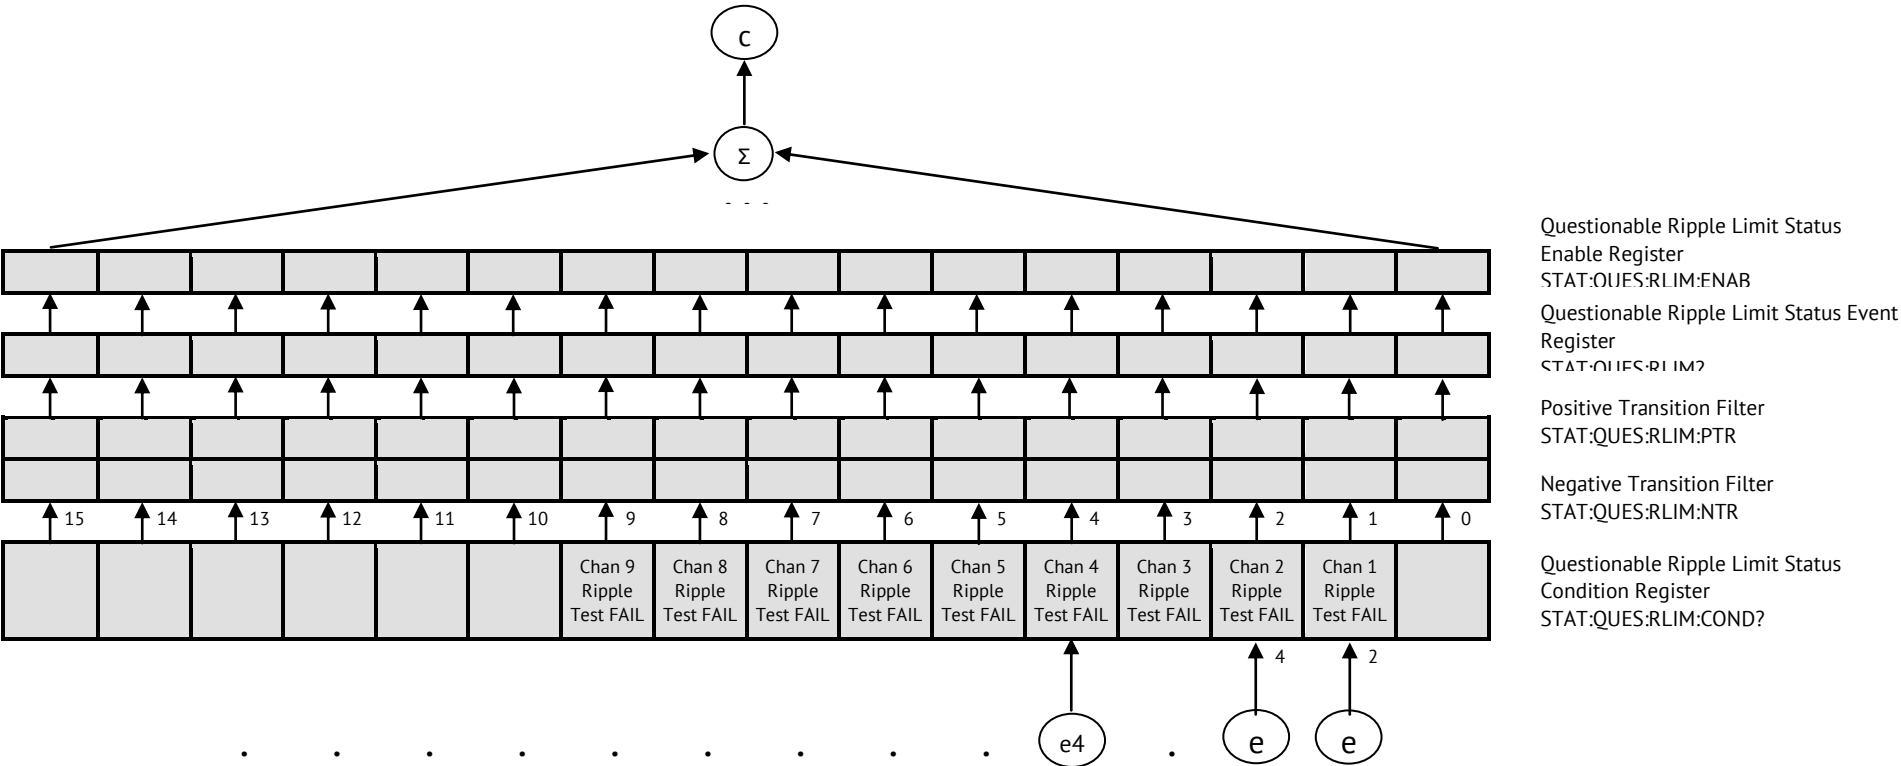 c
Σ
- - -
Questionable Ripple Limit Status
Enable Register
STAT:QUES:RLIM:ENAB
Questionable Ripple Limit Status Event
Register
STAT:QUES:RLIM?
Positive Transition Filter
STAT:QUES:RLIM:PTR
Negative Transition Filter
STAT:QUES:RLIM:NTR
15 14 13 12 11 10 9 8 7 6 5 4 3 2 1 0
Chan 9
Ripple
Test FAIL
Chan 8
Ripple
Test FAIL
Chan 7
Ripple
Test FAIL
Chan 6
Ripple
Test FAIL
Chan 5
Ripple
Test FAIL
Chan 4
Ripple
Test FAIL
Chan 3
Ripple
Test FAIL
Chan 2
Ripple
Test FAIL
Chan 1
Ripple
Test FAIL
Questionable Ripple Limit Status
Condition Register
STAT:QUES:RLIM:COND?
4 2
. . . . . . . . . e4 . e e